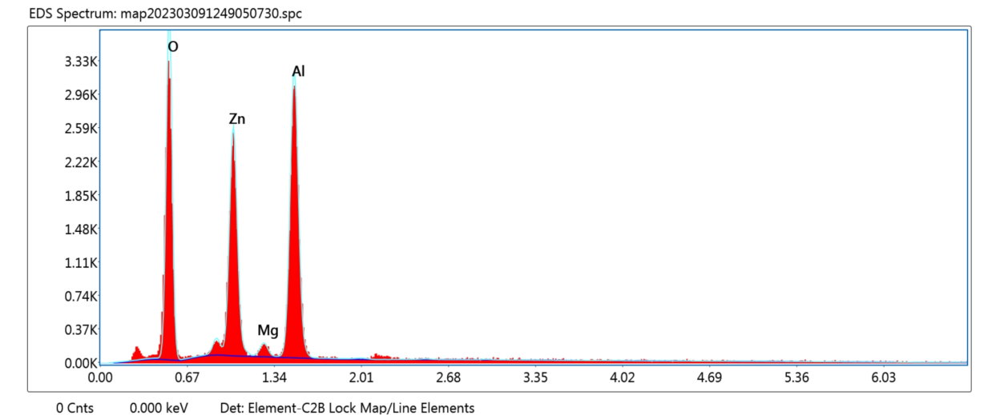 EDS Spectrum: map202303091249050730.spc
O
3.33K
Al
2.96K
Zn
2.59K
2.22K
1.85K
1.48K
1.11K
0.74K
Mg
0.37K
0.00K
0.00 0.67 1.34 2.01 2.68 3.35 4.02 4.69 5.36 6.03
0 Cnts 0.000 keV Det: Element-C2B Lock Map/Line Elements